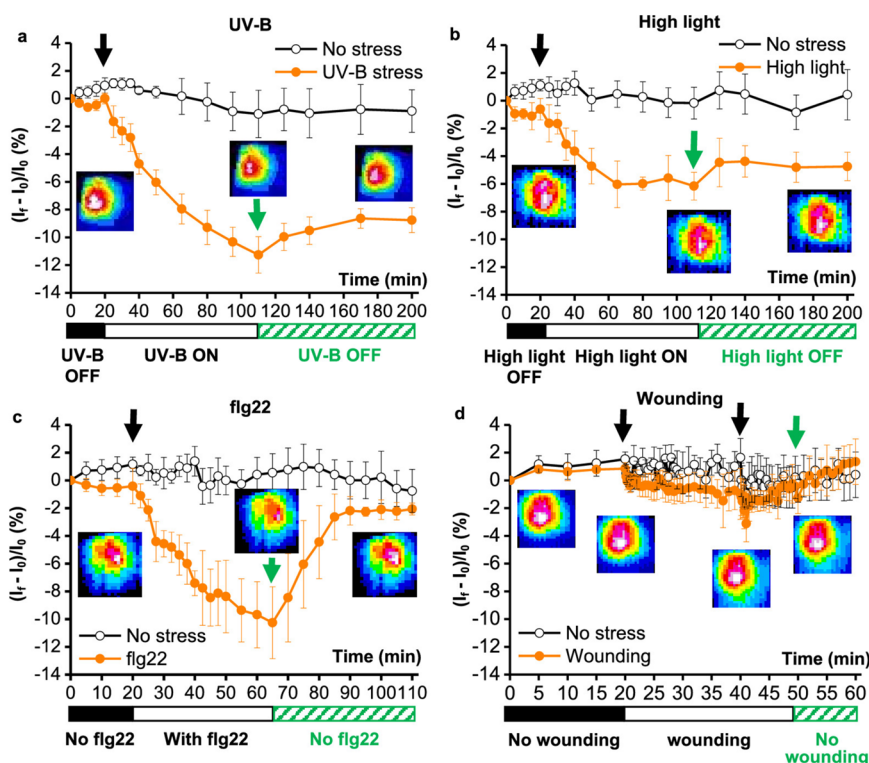 a
UV-B
No stress
UV-B stress
(If - I0)/I0 (%)
4
2
0
-2
-4
-6
-8
-10
-12
-14
Time (min)
0 20 40 60 80 100 120 140 160 180 200
UV-B OFF
UV-B ON
UV-B OFF
b
High light
No stress
High light
(If - I0)/I0 (%)
4
2
0
-2
-4
-6
-8
-10
-12
-14
Time (min)
0 20 40 60 80 100 120 140 160 180 200
High light OFF
High light ON
High light OFF
c
flg22
(If - I0)/I0 (%)
4
2
0
-2
-4
-6
-8
-10
-12
-14
No stress
flg22
Time (min)
0 10 20 30 40 50 60 70 80 90 100 110
No flg22
With flg22
No flg22
d
Wounding
(If - I0)/I0 (%)
4
2
0
-2
-4
-6
-8
-10
-12
-14
No stress
Wounding
Time (min)
0 5 10 15 20 25 30 35 40 45 50 55 60
No wounding
wounding
No
wounding